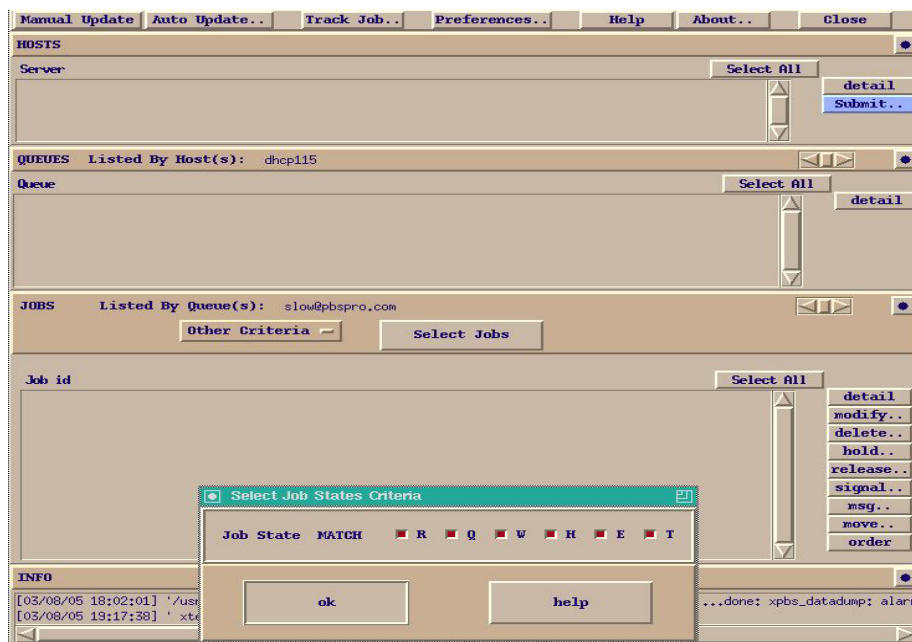 Manual Update Auto Update.. Track Job.. Preferences.. Help About.. Close
HOSTS
Server Select All
detail
Submit..
QUEUES Listed By Host(s): dhcp115
Queue Select All
detail
JOBS Listed By Queue(s): slow@pbspro.com
Other Criteria Select Jobs
Job id Select All
detail
modify..
delete..
hold..
release..
signal..
msg..
move..
order
Select Job States Criteria
Job State MATCH R Q W H E T
ok help
INFO
[03/08/05 18:02:01] '/usr ...done: xpbs_datadump: alarm
[03/08/05 19:17:38] ' xte